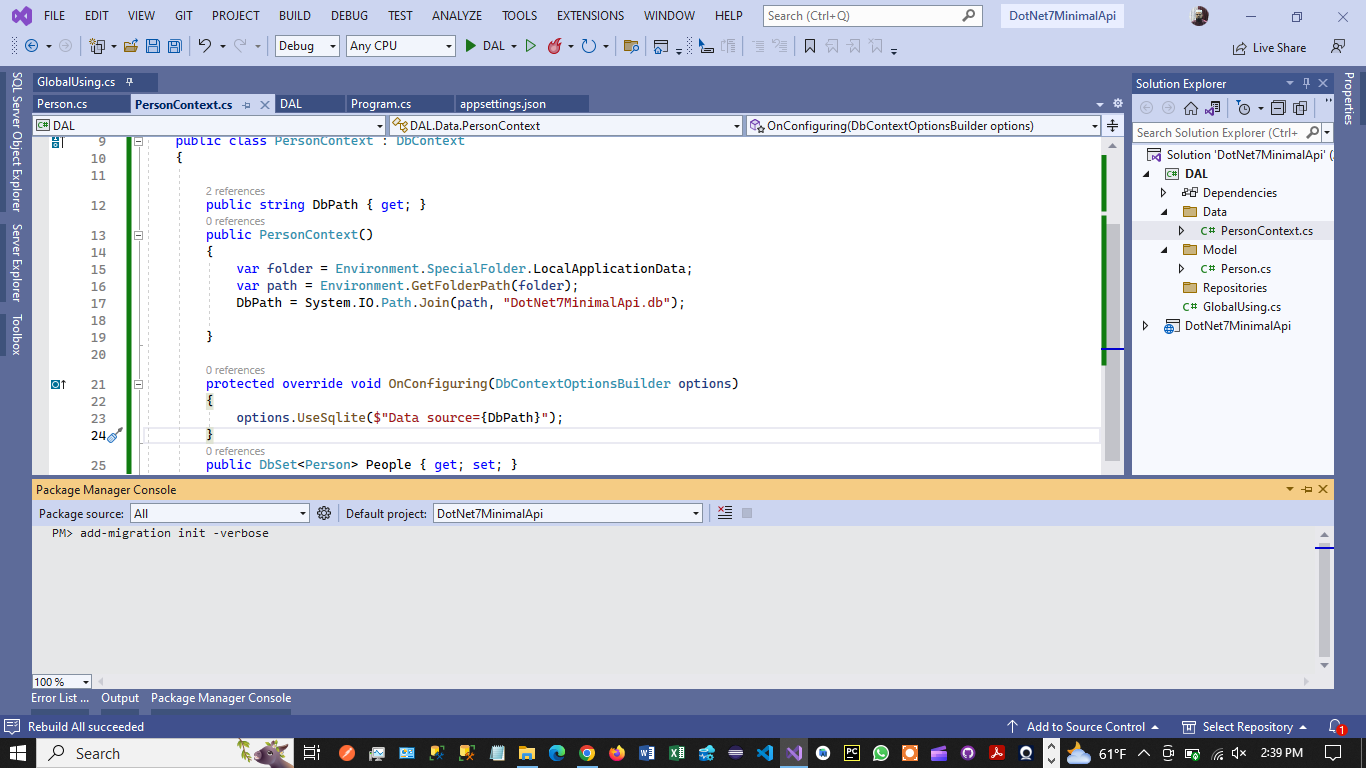 FILE EDIT VIEW GIT PROJECT BUILD DEBUG TEST ANALYZE TOOLS EXTENSIONS WINDOW HELP Search (Ctrl+Q) DotNet7MinimalApi
Debug Any CPU DAL Live Share
SQL Server Object Explorer
Server Explorer
Toolbox
GlobalUsing.cs
Person.cs PersonContext.cs DAL Program.cs appsettings.json
C# DAL DAL.Data.PersonContext OnConfiguring(DbContextOptionsBuilder options)
9 public class PersonContext : DbContext
10 {
11
2 references
12 public string DbPath { get; }
0 references
13 public PersonContext()
14 {
15 var folder = Environment.SpecialFolder.LocalApplicationData;
16 var path = Environment.GetFolderPath(folder);
17 DbPath = System.IO.Path.Join(path, "DotNet7MinimalApi.db");
18
19 }
20
0 references
21 protected override void OnConfiguring(DbContextOptionsBuilder options)
22 {
23 options.UseSqlite($"Data source={DbPath}");
24 }
0 references
25 public DbSet<Person> People { get; set; }
Solution Explorer
Search Solution Explorer (Ctrl+
Solution 'DotNet7MinimalApi' (
C# DAL
Dependencies
Data
C# PersonContext.cs
Model
C# Person.cs
Repositories
C# GlobalUsing.cs
DotNet7MinimalApi
Properties
Package Manager Console
Package source: All Default project: DotNet7MinimalApi
PM> add-migration init -verbose
100 %
Error List ... Output Package Manager Console
Rebuild All succeeded Add to Source Control Select Repository 1
Search W PC 61°F 2:39 PM